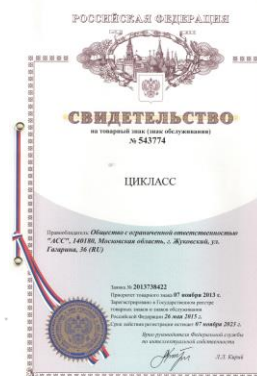 РОССИЙСКАЯ ФЕДЕРАЦИЯ
СВИДЕТЕЛЬСТВО
на товарный знак (знак обслуживания)
№ 543774
ЦИКЛАСС
Правообладатель: Общество с ограниченной ответственностью
"АСС", 140180, Московская область, г. Жуковский, ул.
Гагарина, 36 (RU)
Заявка № 2013738422
Приоритет товарного знака 07 ноября 2013 г.
Зарегистрировано в Государственном реестре
товарных знаков и знаков обслуживания
Российской Федерации 26 мая 2015 г.
Срок действия регистрации истекает 07 ноября 2023 г.
Врио руководителя Федеральной службы
по интеллектуальной собственности
Л.Л. Кирий